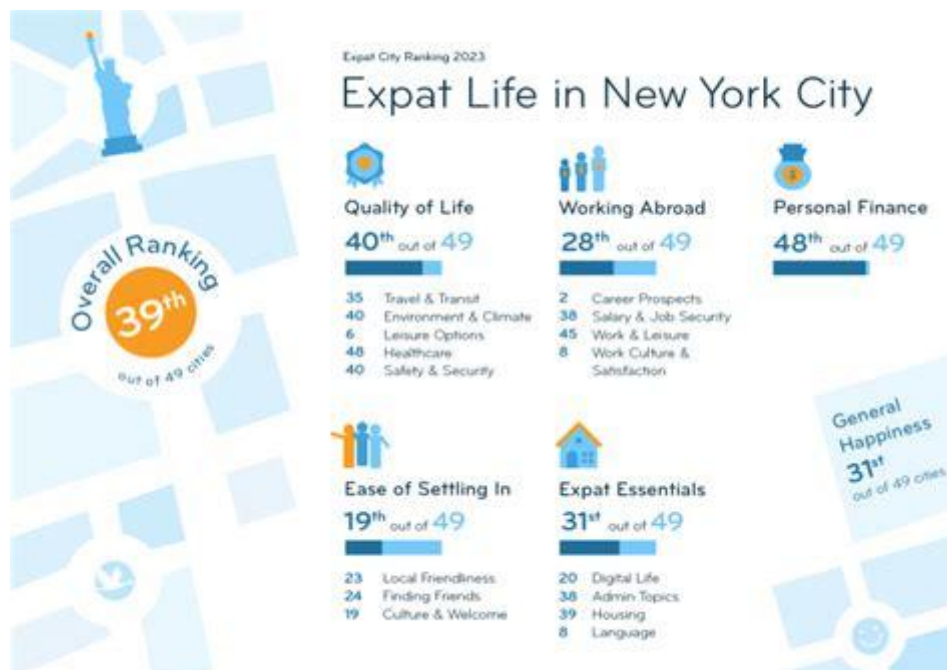 Expat City Ranking 2023
Expat Life in New York City
Overall Ranking
39th
out of 49 cities
Quality of Life
40th out of 49
35 Travel & Transit
40 Environment & Climate
6 Leisure Options
48 Healthcare
40 Safety & Security
Working Abroad
28th out of 49
2 Career Prospects
38 Salary & Job Security
45 Work & Leisure
8 Work Culture &
Satisfaction
Personal Finance
48th out of 49
Ease of Settling In
19th out of 49
23 Local Friendliness
24 Finding Friends
19 Culture & Welcome
Expat Essentials
31st out of 49
20 Digital Life
38 Admin Topics
39 Housing
8 Language
General
Happiness
31st
out of 49 cities